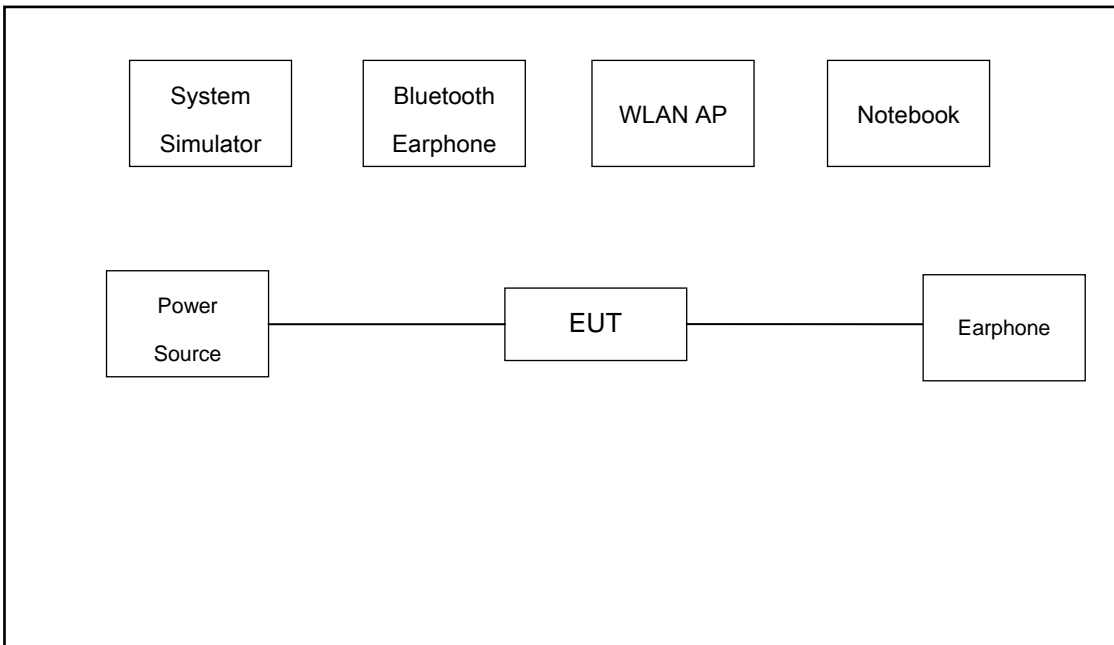 System
Simulator
Bluetooth
Earphone
WLAN AP
Notebook
Power
Source
EUT
Earphone